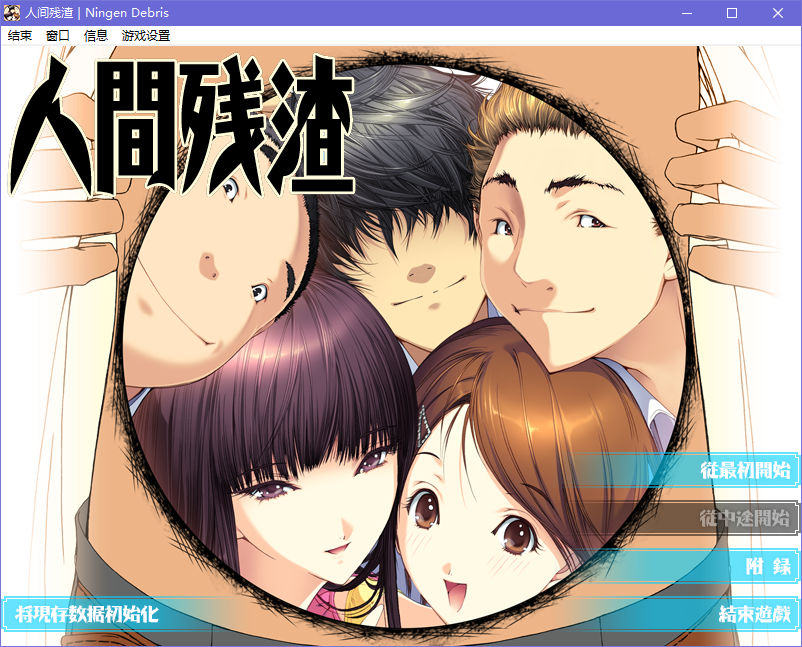 人间残渣 | Ningen Debris
结束 窗口 信息 游戏设置
人間残渣
從最初開始
從中途開始
附 録
将現存数据初始化
結束遊戲